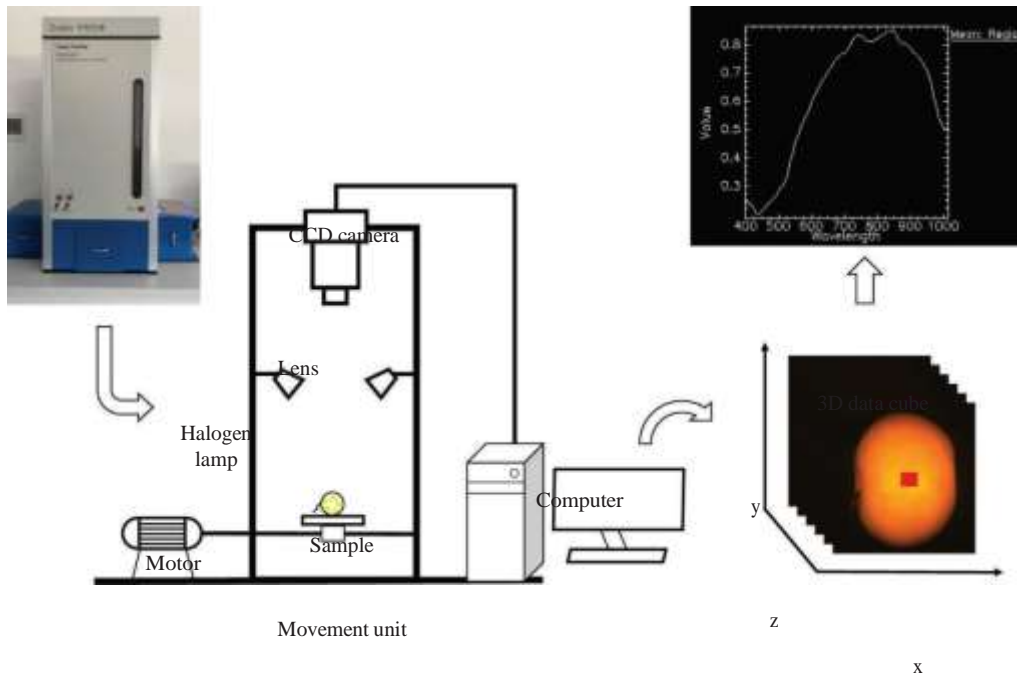 0.8
0.7
0.6
0.5
0.4
0.3
Value
400 500 600 700 800 900 1000
Wavelength
Mean:
CCD camera
Lens
Halogen
lamp
3D data cube
Computer
y
Sample
Motor
Movement unit
z
x